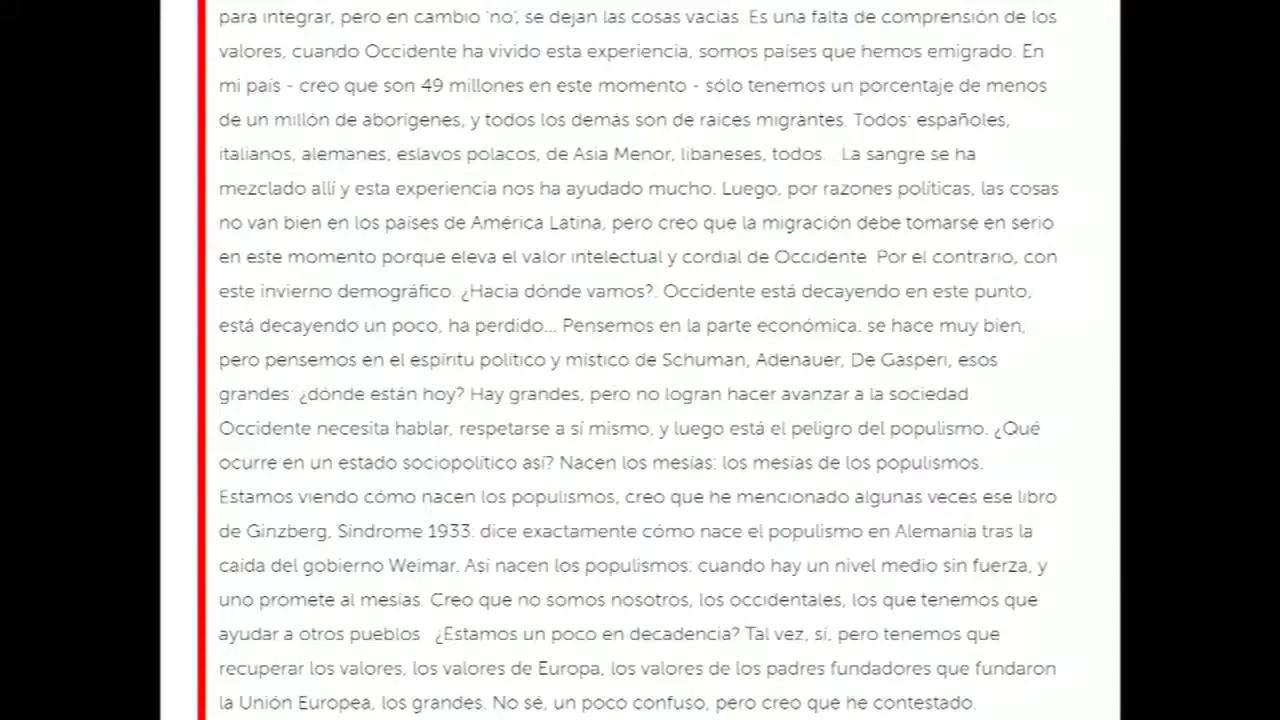 para integrar, pero en cambio 'no', se dejan las cosas vacías. Es una falta de comprensión de los
valores, cuando Occidente ha vivido esta experiencia, somos países que hemos emigrado. En
mi país - creo que son 49 millones en este momento - sólo tenemos un porcentaje de menos
de un millón de aborígenes, y todos los demás son de raíces migrantes. Todos: españoles,
italianos, alemanes, eslavos polacos, de Asia Menor, libaneses, todos... La sangre se ha
mezclado allí y esta experiencia nos ha ayudado mucho. Luego, por razones políticas, las cosas
no van bien en los países de América Latina, pero creo que la migración debe tomarse en serio
en este momento porque eleva el valor intelectual y cordial de Occidente. Por el contrario, con
este invierno demográfico. ¿Hacia dónde vamos?. Occidente está decayendo en este punto,
está decayendo un poco, ha perdido... Pensemos en la parte económica. se hace muy bien,
pero pensemos en el espíritu político y místico de Schuman, Adenauer, De Gasperi, esos
grandes: ¿dónde están hoy? Hay grandes, pero no logran hacer avanzar a la sociedad.
Occidente necesita hablar, respetarse a sí mismo, y luego está el peligro del populismo. ¿Qué
ocurre en un estado sociopolítico así? Nacen los mesías: los mesías de los populismos.
Estamos viendo cómo nacen los populismos, creo que he mencionado algunas veces ese libro
de Ginzberg, Síndrome 1933. dice exactamente cómo nace el populismo en Alemania tras la
caída del gobierno Weimar. Así nacen los populismos: cuando hay un nivel medio sin fuerza, y
uno promete al mesías. Creo que no somos nosotros, los occidentales, los que tenemos que
ayudar a otros pueblos. ¿Estamos un poco en decadencia? Tal vez, sí, pero tenemos que
recuperar los valores, los valores de Europa, los valores de los padres fundadores que fundaron
la Unión Europea, los grandes. No sé, un poco confuso, pero creo que he contestado.